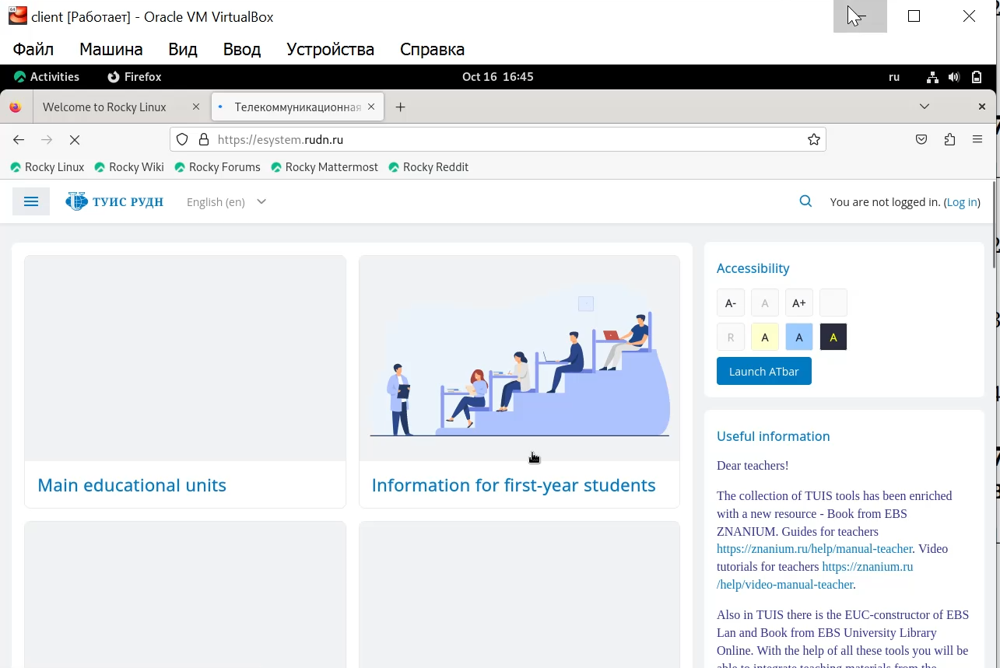 client [Работает] - Oracle VM VirtualBox
Файл Машина Вид Ввод Устройства Справка
Activities Firefox Oct 16 16:45 ru
Welcome to Rocky Linux Телекоммуникационная
https://esystem.rudn.ru
Rocky Linux Rocky Wiki Rocky Forums Rocky Mattermost Rocky Reddit
ТУИС РУДН English (en) You are not logged in. (Log in)
Accessibility
A- A A+
R A A A
Launch ATbar
Main educational units
Information for first-year students
Useful information
Dear teachers!
The collection of TUIS tools has been enriched
with a new resource - Book from EBS
ZNANIUM. Guides for teachers
https://znanium.ru/help/manual-teacher. Video
tutorials for teachers https://znanium.ru
/help/video-manual-teacher.
Also in TUIS there is the EUC-constructor of EBS
Lan and Book from EBS University Library
Online. With the help of all these tools you will be
able to integrate teaching materials from the